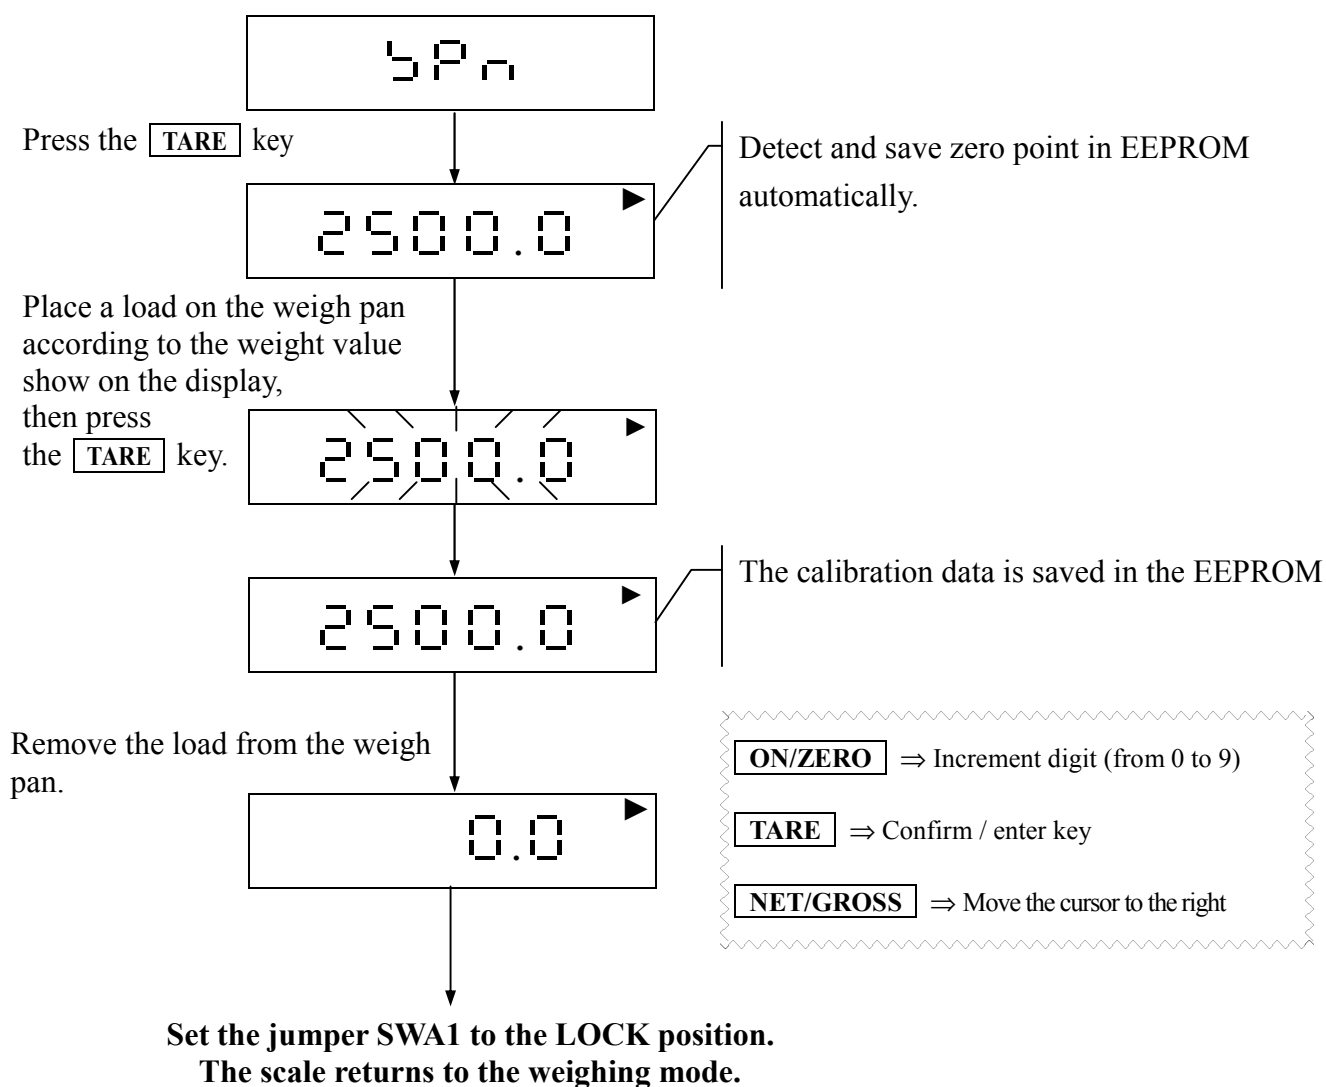 SPn
Press the TARE key
Detect and save zero point in EEPROM
automatically.
2500.0
Place a load on the weigh pan
according to the weight value
show on the display,
then press
the TARE key.
2500.0
The calibration data is saved in the EEPROM
2500.0
Remove the load from the weigh
pan.
0.0
ON/ZERO ⇒ Increment digit (from 0 to 9)
TARE ⇒ Confirm / enter key
NET/GROSS ⇒ Move the cursor to the right
Set the jumper SWA1 to the LOCK position.
The scale returns to the weighing mode.